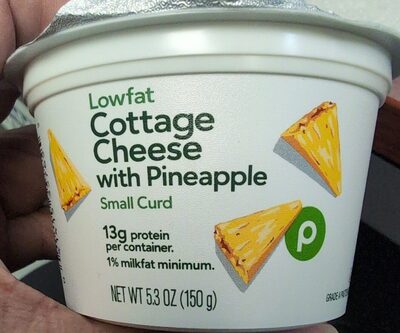 Lowfat
Cottage
Cheese
with Pineapple
Small Curd
13g protein
per container.
1% milkfat minimum.
NET WT 5.3 OZ (150 g)
p
GRADE A